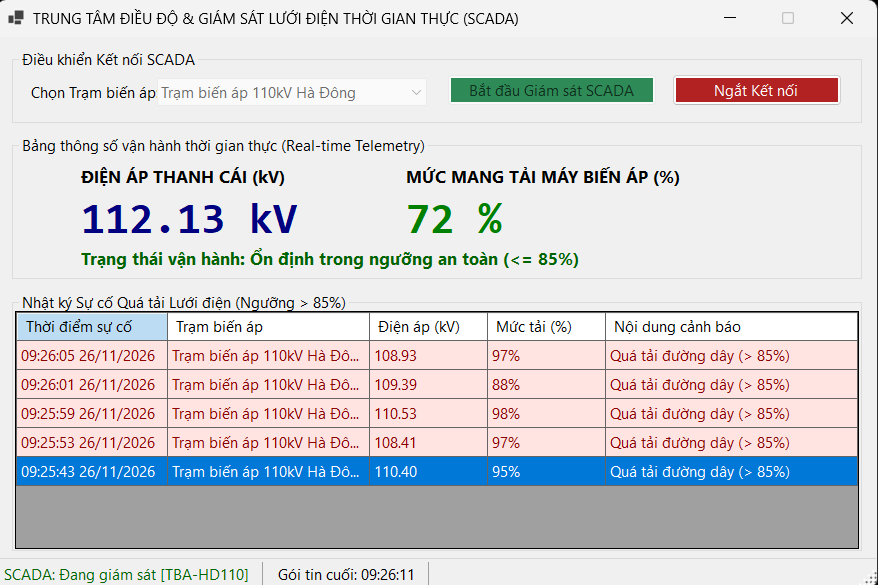 TRUNG TÂM ĐIỀU ĐỘ & GIÁM SÁT LƯỚI ĐIỆN THỜI GIAN THỰC (SCADA)
Điều khiển Kết nối SCADA
Chọn Trạm biến áp Trạm biến áp 110kV Hà Đông Bắt đầu Giám sát SCADA Ngắt Kết nối
Bảng thông số vận hành thời gian thực (Real-time Telemetry)
ĐIỆN ÁP THANH CÁI (kV) MỨC MANG TẢI MÁY BIẾN ÁP (%)
112.13 kV 72 %
Trạng thái vận hành: Ổn định trong ngưỡng an toàn (<= 85%)
Nhật ký Sự cố Quá tải Lưới điện (Ngưỡng > 85%)
Thời điểm sự cố Trạm biến áp Điện áp (kV) Mức tải (%) Nội dung cảnh báo
09:26:05 26/11/2026 Trạm biến áp 110kV Hà Đô... 108.93 97% Quá tải đường dây (> 85%)
09:26:01 26/11/2026 Trạm biến áp 110kV Hà Đô... 109.39 88% Quá tải đường dây (> 85%)
09:25:59 26/11/2026 Trạm biến áp 110kV Hà Đô... 110.53 98% Quá tải đường dây (> 85%)
09:25:53 26/11/2026 Trạm biến áp 110kV Hà Đô... 108.41 97% Quá tải đường dây (> 85%)
09:25:43 26/11/2026 Trạm biến áp 110kV Hà Đô... 110.40 95% Quá tải đường dây (> 85%)
SCADA: Đang giám sát [TBA-HD110] Gói tin cuối: 09:26:11